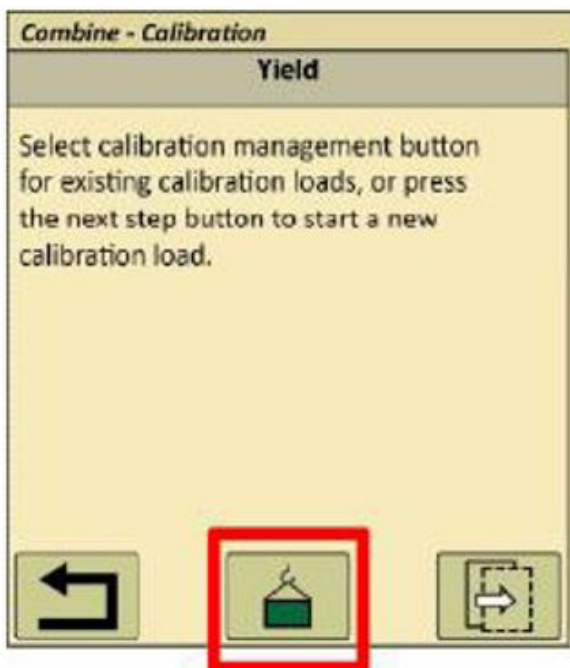 Combine - Calibration
Yield
Select calibration management button
for existing calibration loads, or press
the next step button to start a new
calibration load.